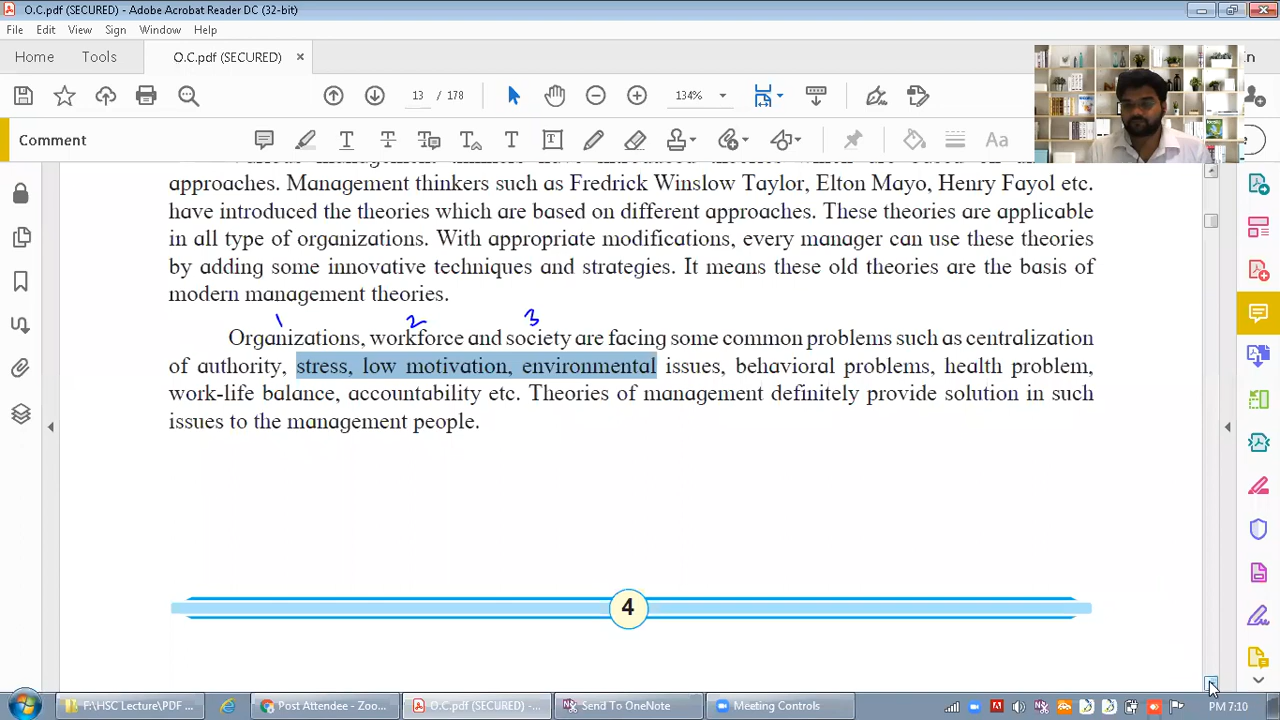 O.C.pdf (SECURED) - Adobe Acrobat Reader DC (32-bit)
File Edit View Sign Window Help
Home Tools O.C.pdf (SECURED) ×
13 / 178 134%
Comment
Aa
approaches. Management thinkers such as Fredrick Winslow Taylor, Elton Mayo, Henry Fayol etc.
have introduced the theories which are based on different approaches. These theories are applicable
in all type of organizations. With appropriate modifications, every manager can use these theories
by adding some innovative techniques and strategies. It means these old theories are the basis of
modern management theories.
1 2 3
Organizations, workforce and society are facing some common problems such as centralization
of authority, stress, low motivation, environmental issues, behavioral problems, health problem,
work-life balance, accountability etc. Theories of management definitely provide solution in such
issues to the management people.
4
F:\HSC Lecture\PDF ... Post Attendee - Zoo... O.C.pdf (SECURED) -... Send To OneNote Meeting Controls PM 7:10